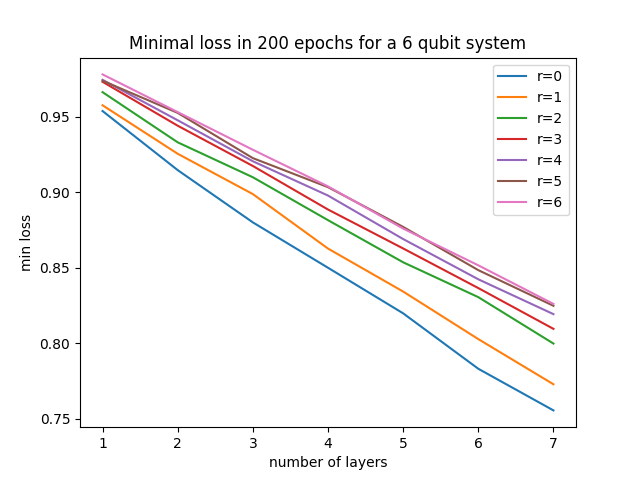 Minimal loss in 200 epochs for a 6 qubit system
min loss
0.95
0.90
0.85
0.80
0.75
r=0
r=1
r=2
r=3
r=4
r=5
r=6
1 2 3 4 5 6 7
number of layers